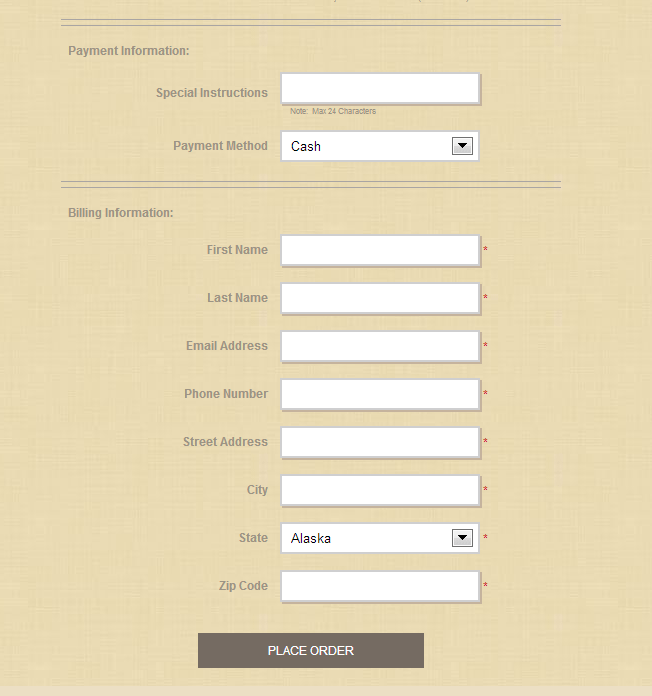 Payment Information:
Special Instructions
Note: Max 24 Characters
Payment Method Cash
Billing Information:
First Name *
Last Name *
Email Address *
Phone Number *
Street Address *
City *
State Alaska *
Zip Code *
PLACE ORDER